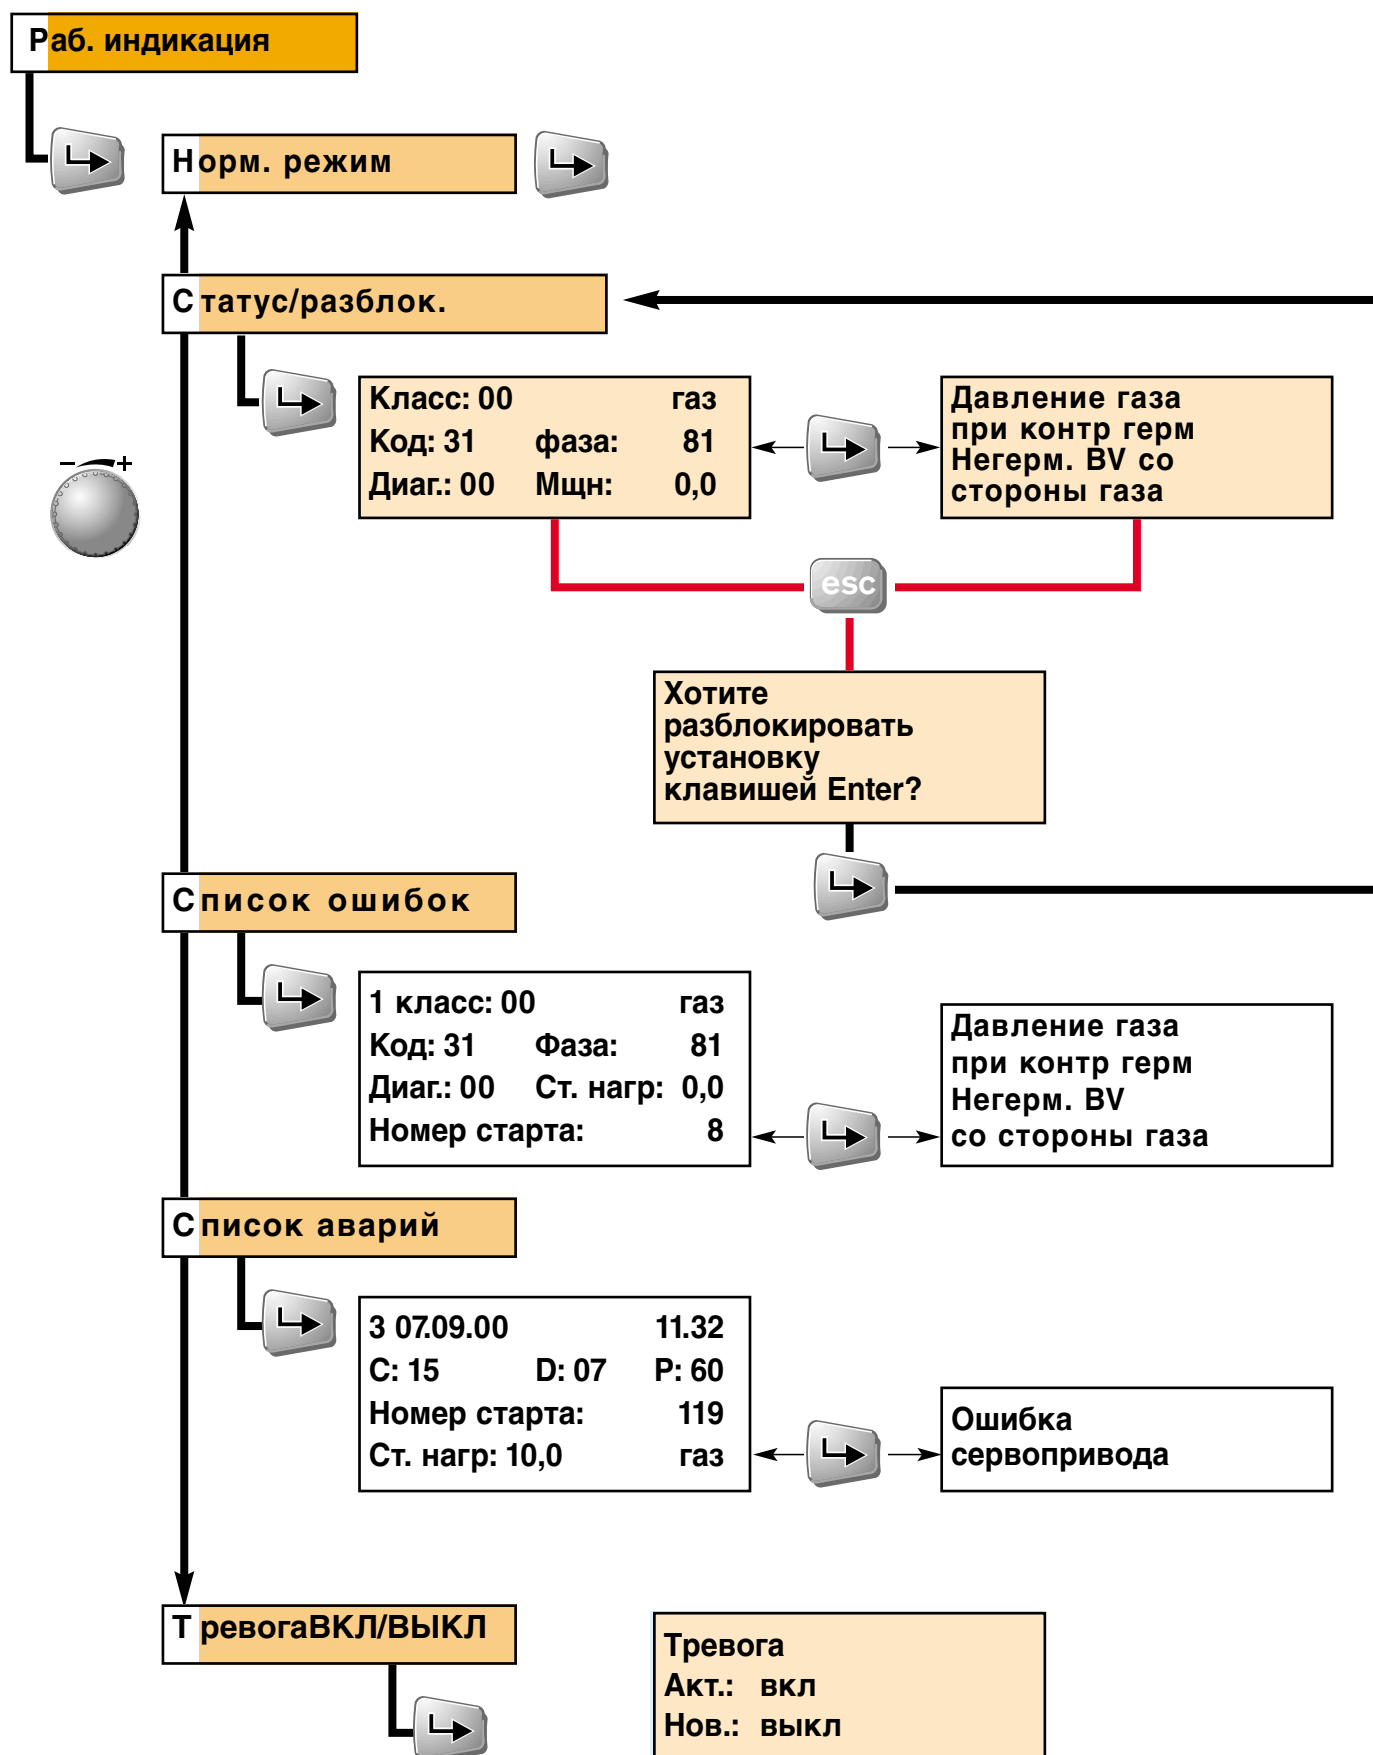 Раб. индикация
Норм. режим
Статус/разблок.
Класс: 00 газ
Код: 31 фаза: 81
Диаг.: 00 Мщн: 0,0
Давление газа
при контр герм
Негерм. BV со
стороны газа
- +
esc
Хотите
разблокировать
установку
клавишей Enter?
Список ошибок
1 класс: 00 газ
Код: 31 Фаза: 81
Диаг.: 00 Ст. нагр: 0,0
Номер старта: 8
Давление газа
при контр герм
Негерм. BV
со стороны газа
Список аварий
3 07.09.00 11.32
C: 15 D: 07 P: 60
Номер старта: 119
Ст. нагр: 10,0 газ
Ошибка
сервопривода
ТревогаВКЛ/ВЫКЛ
Тревога
Акт.: вкл
Нов.: выкл